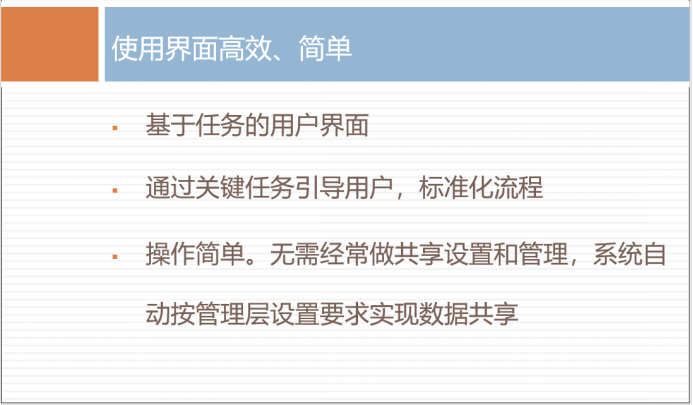 使用界面高效、简单
▪ 基于任务的用户界面
▪ 通过关键任务引导用户，标准化流程
▪ 操作简单。无需经常做共享设置和管理，系统自
动按管理层设置要求实现数据共享